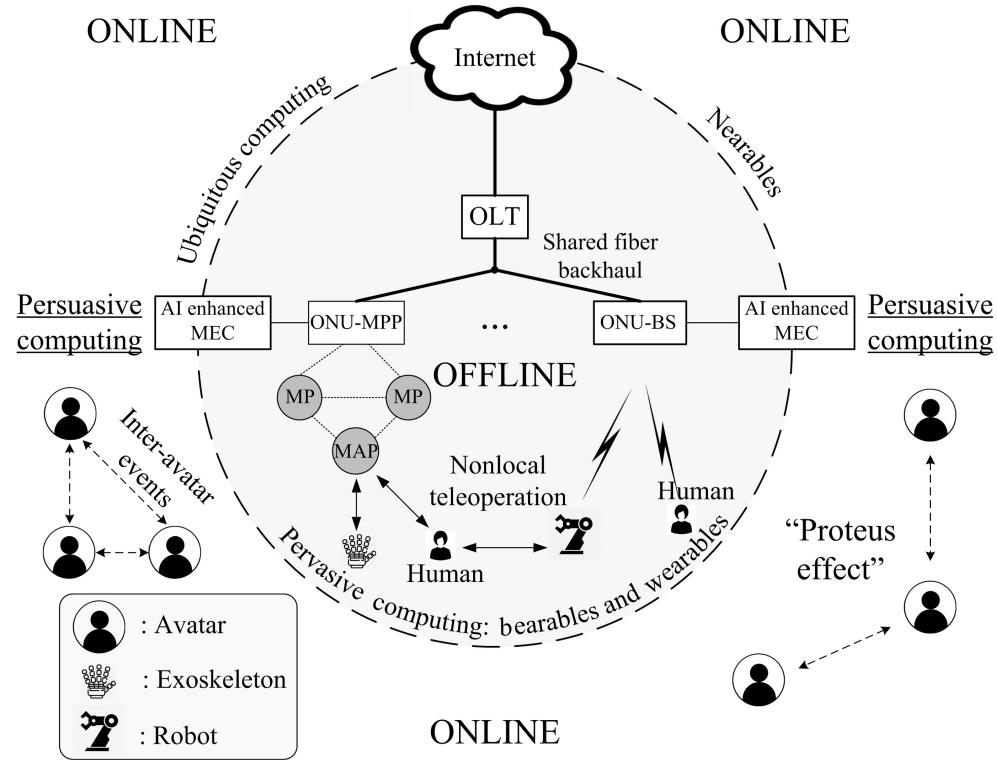 ONLINE
ONLINE
Internet
Ubiquitous computing
Nearables
OLT
Shared fiber
backhaul
Persuasive
computing
AI enhanced
MEC
ONU-MPP
...
ONU-BS
AI enhanced
MEC
Persuasive
computing
OFFLINE
MP
MP
MAP
Inter-avatar
events
Nonlocal
teleoperation
Human
Human
"Proteus
effect"
Pervasive computing: bearables and wearables
: Avatar
: Exoskeleton
: Robot
ONLINE